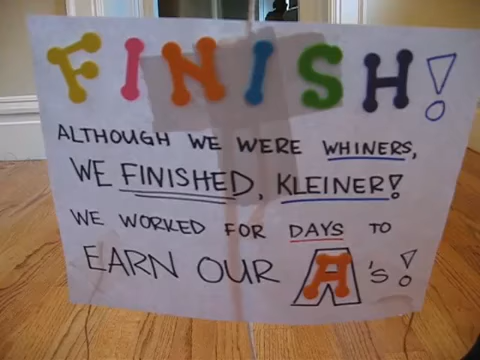 FINISH!
ALTHOUGH WE WERE WHINERS,
WE FINISHED, KLEINER!
WE WORKED FOR DAYS TO
EARN OUR A's!